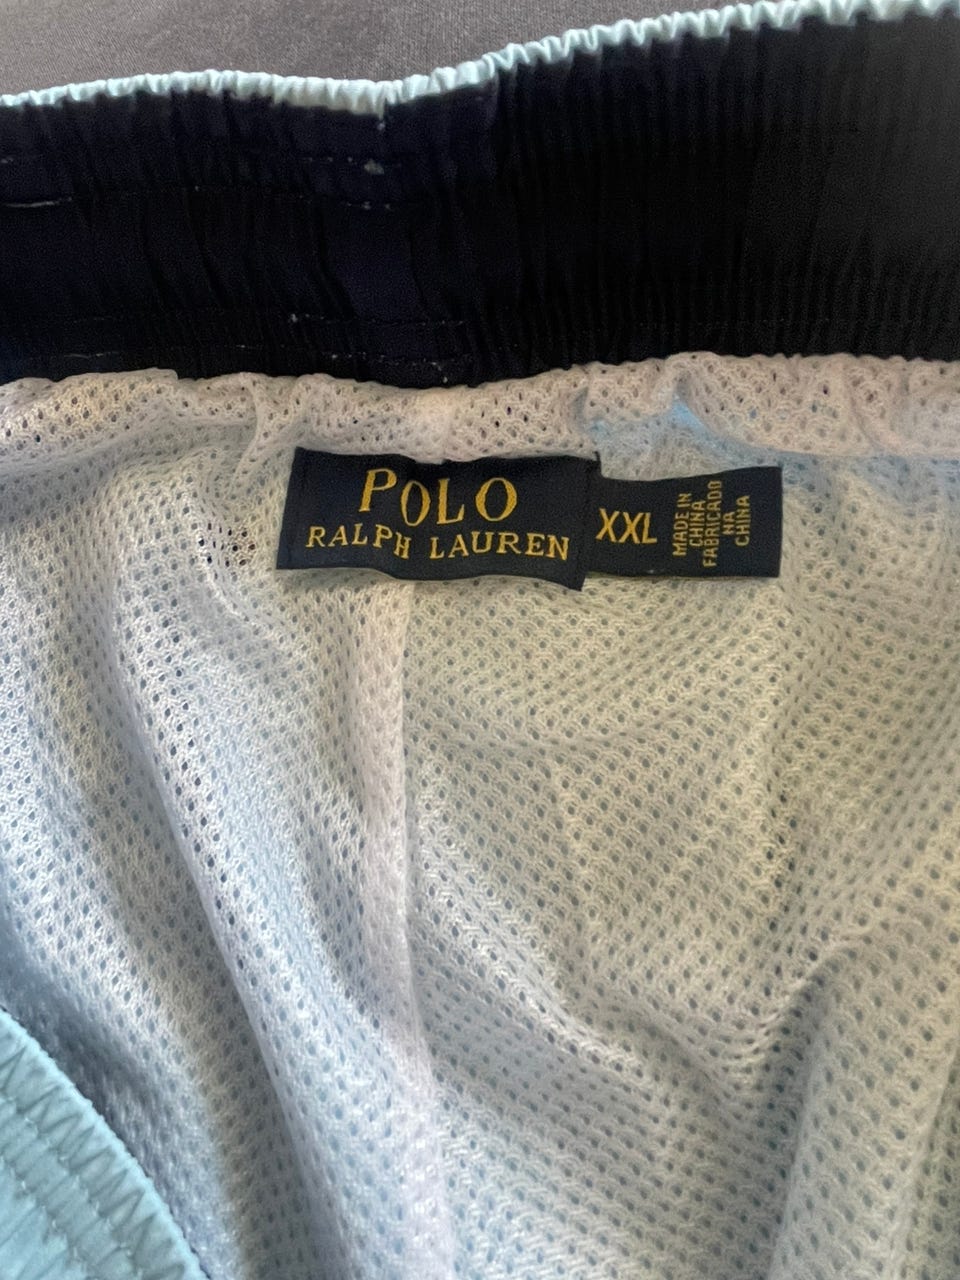 POLO
RALPH LAUREN
XXL
MADE IN
CHINA
FABRICADO
NA
CHINA